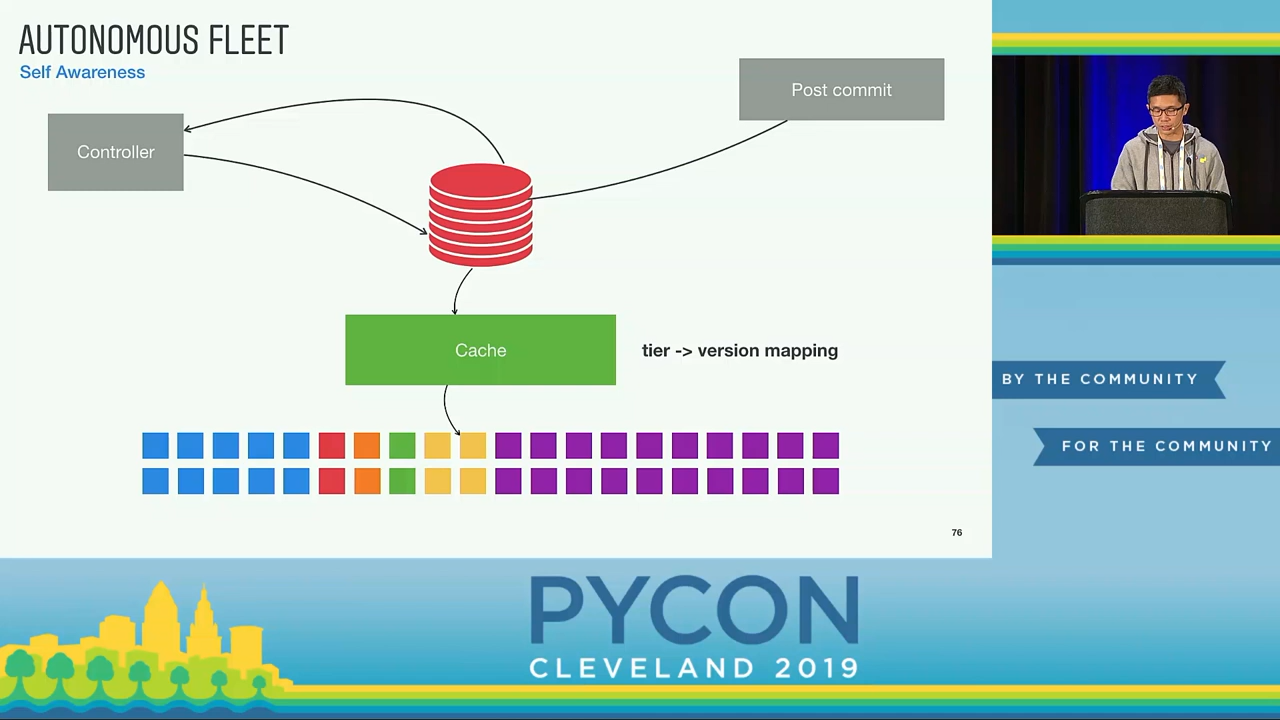 AUTONOMOUS FLEET
Self Awareness
Post commit
Controller
Cache
tier -> version mapping
76
BY THE COMMUNITY
FOR THE COMMUNITY
PYCON
CLEVELAND 2019